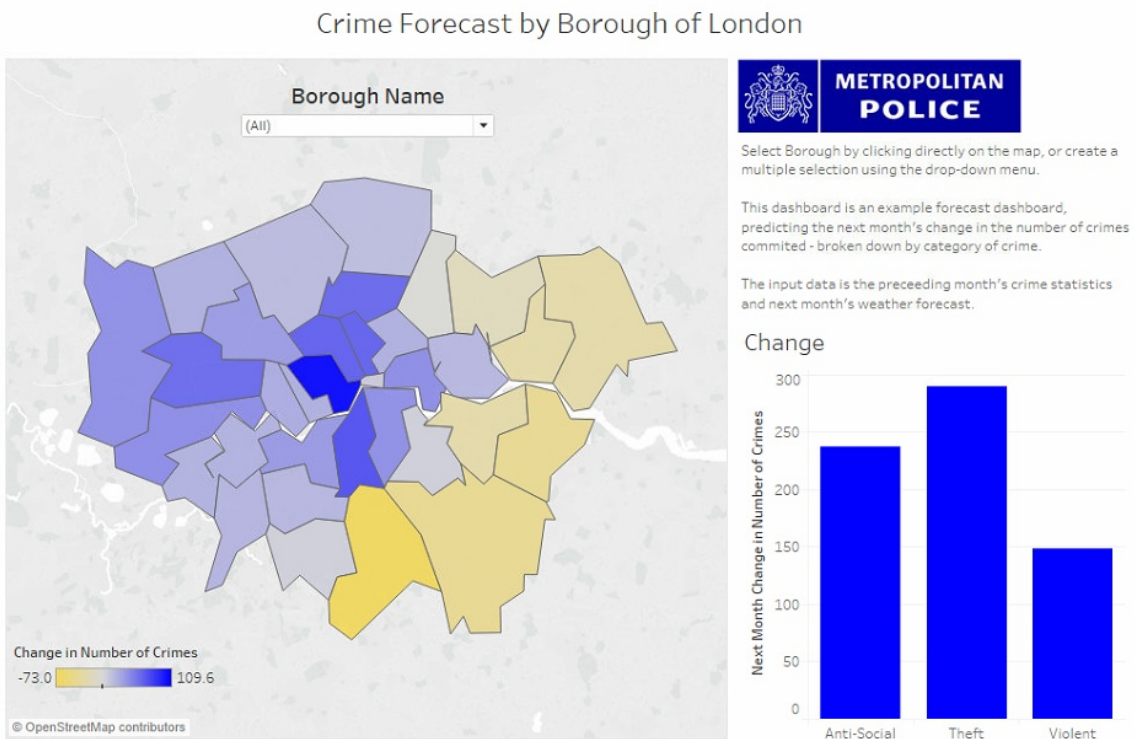 Crime Forecast by Borough of London
Borough Name
(All)
METROPOLITAN
POLICE
Select Borough by clicking directly on the map, or create a
multiple selection using the drop-down menu.
This dashboard is an example forecast dashboard,
predicting the next month's change in the number of crimes
commited - broken down by category of crime.
The input data is the preceeding month's crime statistics
and next month's weather forecast.
Change
Next Month Change in Number of Crimes
300
250
200
150
100
50
0
Anti-Social
Theft
Violent
Change in Number of Crimes
-73.0
109.6
© OpenStreetMap contributors